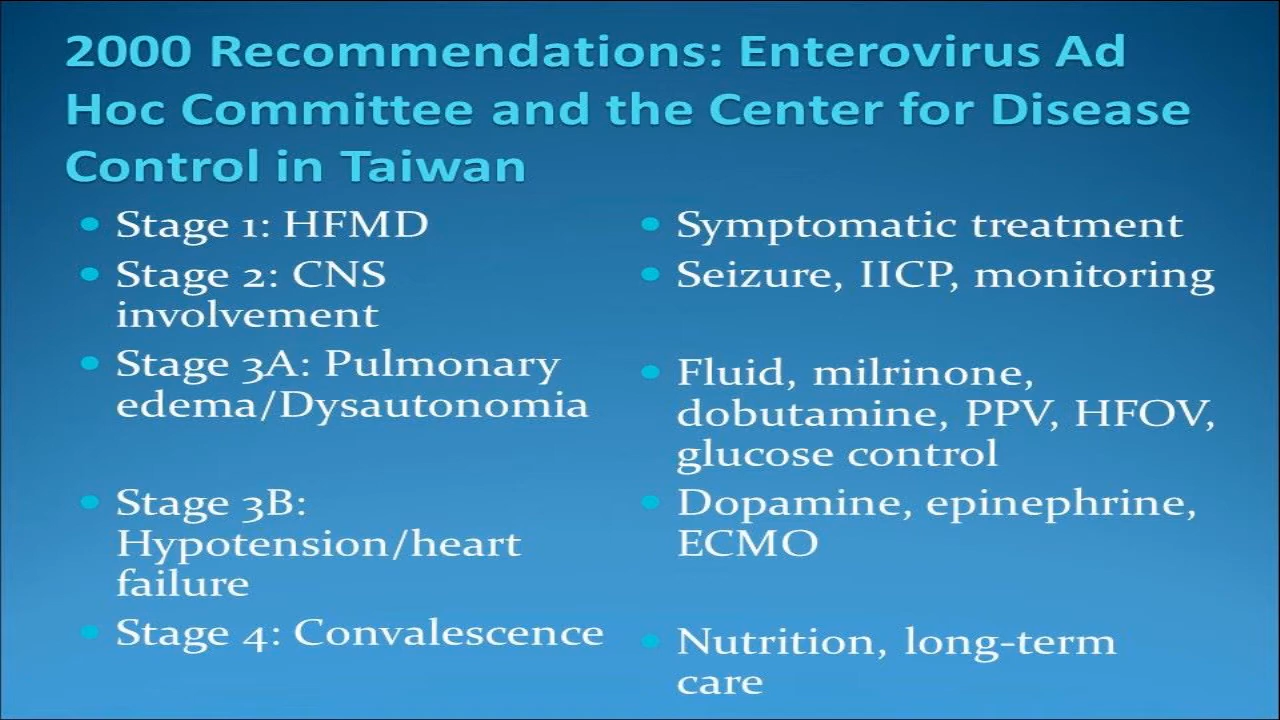 2000 Recommendations: Enterovirus Ad
Hoc Committee and the Center for Disease
Control in Taiwan
• Stage 1: HFMD
• Stage 2: CNS
involvement
• Stage 3A: Pulmonary
edema/Dysautonomia
• Stage 3B:
Hypotension/heart
failure
• Stage 4: Convalescence
• Symptomatic treatment
• Seizure, IICP, monitoring
• Fluid, milrinone,
dobutamine, PPV, HFOV,
glucose control
• Dopamine, epinephrine,
ECMO
• Nutrition, long-term
care